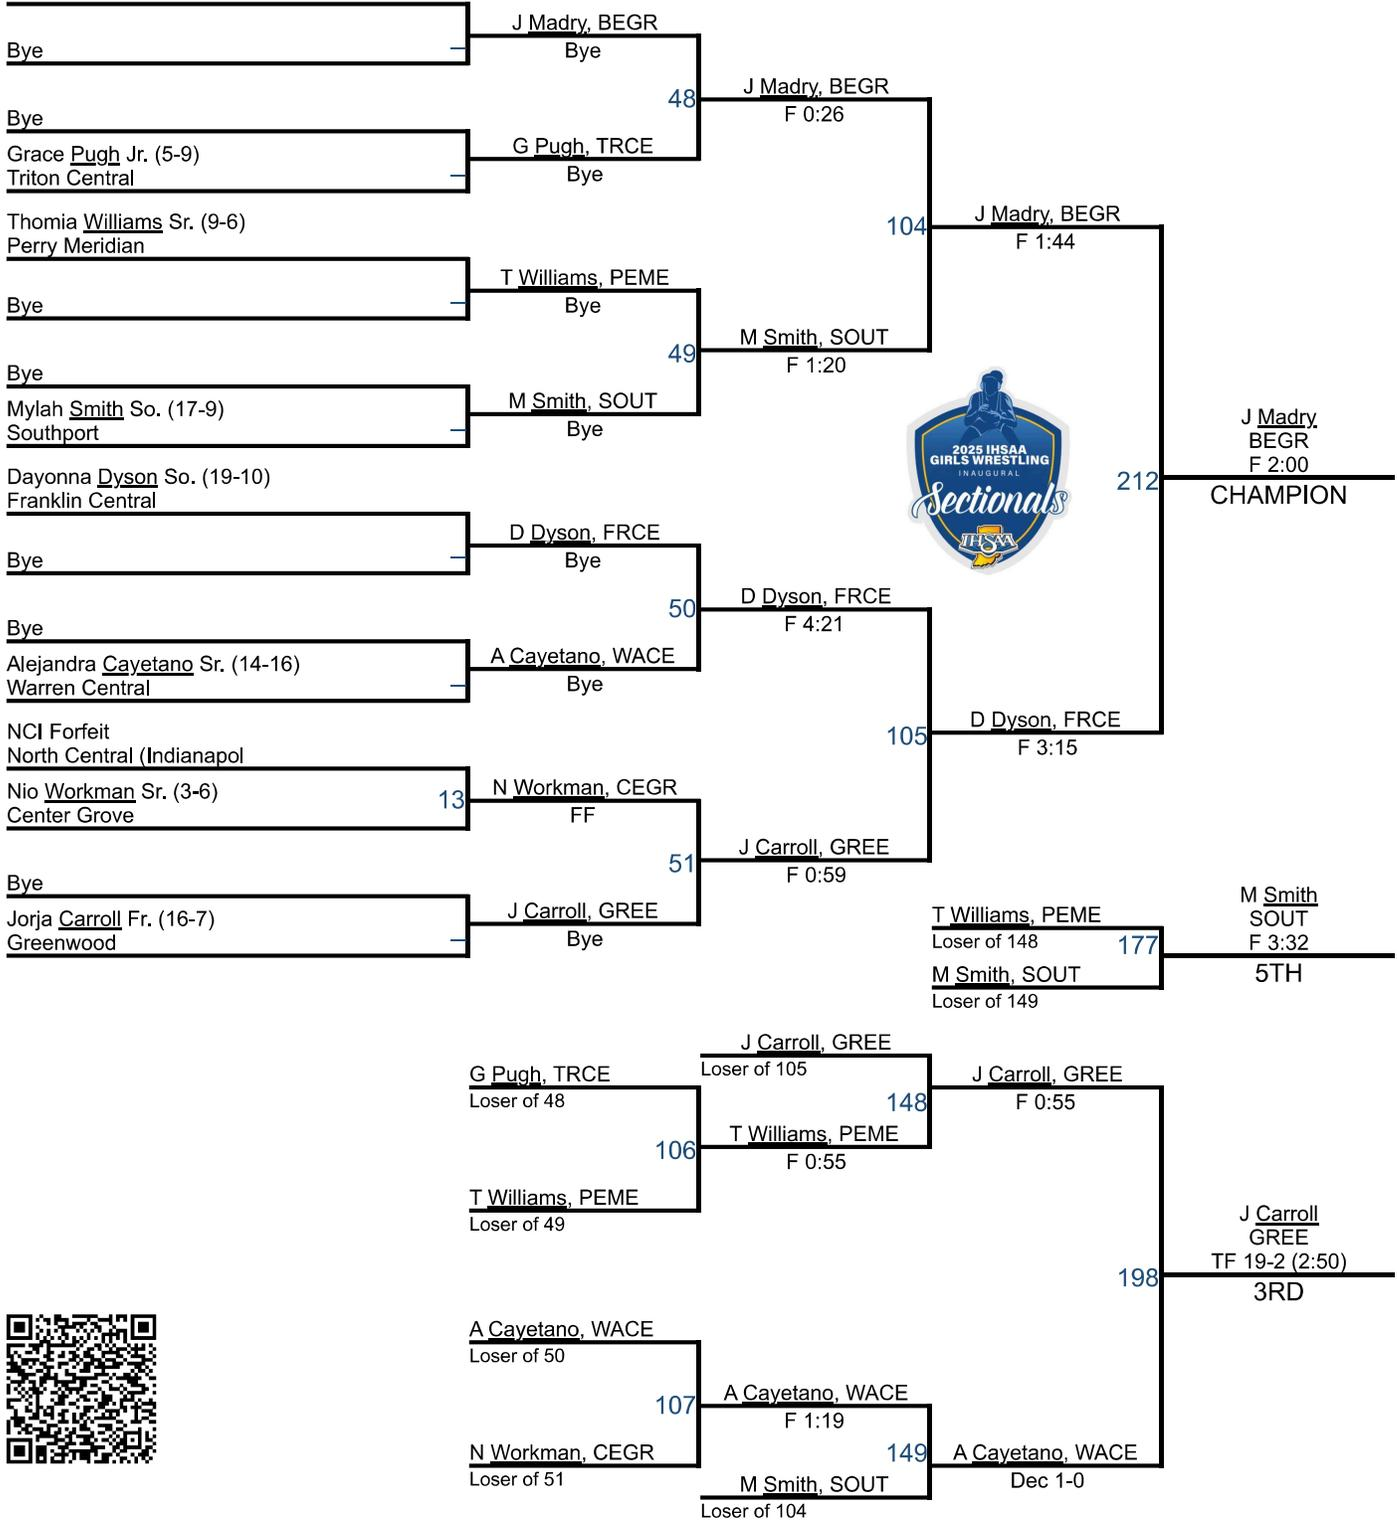 J Madry, BEGR
Bye
Bye
J Madry, BEGR
48
F 0:26
Bye
Grace Pugh Jr. (5-9)
Triton Central
G Pugh, TRCE
Bye
Thomia Williams Sr. (9-6)
Perry Meridian
104
J Madry, BEGR
F 1:44
T Williams, PEME
Bye
Bye
M Smith, SOUT
49
F 1:20
Bye
Mylah Smith So. (17-9)
Southport
M Smith, SOUT
Bye
2025 IHSAA
GIRLS WRESTLING
INAUGURAL
Sectionals
IHSAA
212
J Madry
BEGR
F 2:00
CHAMPION
Dayonna Dyson So. (19-10)
Franklin Central
D Dyson, FRCE
Bye
Bye
50
D Dyson, FRCE
F 4:21
Bye
Alejandra Cayetano Sr. (14-16)
Warren Central
A Cayetano, WACE
Bye
105
D Dyson, FRCE
F 3:15
NCI Forfeit
North Central (Indianapol
Nio Workman Sr. (3-6)
Center Grove
13
N Workman, CEGR
FF
51
J Carroll, GREE
F 0:59
Bye
Jorja Carroll Fr. (16-7)
Greenwood
J Carroll, GREE
Bye
T Williams, PEME
Loser of 148
177
M Smith, SOUT
Loser of 149
M Smith
SOUT
F 3:32
5TH
J Carroll, GREE
Loser of 105
G Pugh, TRCE
Loser of 48
148
J Carroll, GREE
F 0:55
106
T Williams, PEME
F 0:55
T Williams, PEME
Loser of 49
198
J Carroll
GREE
TF 19-2 (2:50)
3RD
A Cayetano, WACE
Loser of 50
107
A Cayetano, WACE
F 1:19
N Workman, CEGR
Loser of 51
149
A Cayetano, WACE
Dec 1-0
M Smith, SOUT
Loser of 104